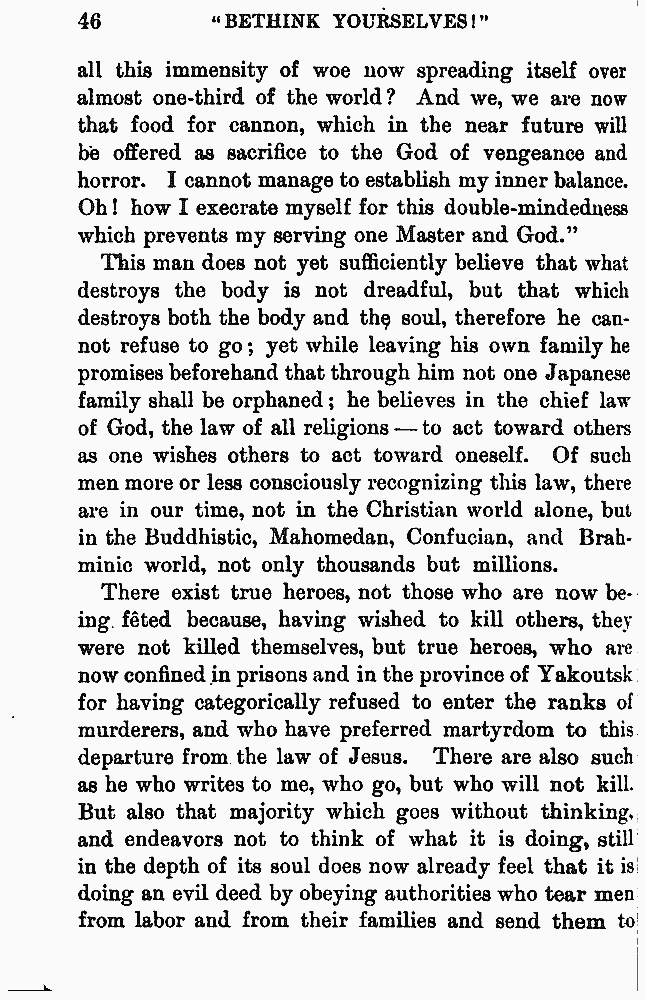 46 "BETHINK YOURSELVES!"
all this immensity of woe now spreading itself over
almost one-third of the world? And we, we are now
that food for cannon, which in the near future will
be offered as sacrifice to the God of vengeance and
horror. I cannot manage to establish my inner balance.
Oh! how I execrate myself for this double-mindedness
which prevents my serving one Master and God."
This man does not yet sufficiently believe that what
destroys the body is not dreadful, but that which
destroys both the body and the soul, therefore he can-
not refuse to go; yet while leaving his own family he
promises beforehand that through him not one Japanese
family shall be orphaned; he believes in the chief law
of God, the law of all religions — to act toward others
as one wishes others to act toward oneself. Of such
men more or less consciously recognizing this law, there
are in our time, not in the Christian world alone, but
in the Buddhistic, Mahomedan, Confucian, and Brah-
minic world, not only thousands but millions.
There exist true heroes, not those who are now be-
ing fêted because, having wished to kill others, they
were not killed themselves, but true heroes, who are
now confined in prisons and in the province of Yakoutsk
for having categorically refused to enter the ranks of
murderers, and who have preferred martyrdom to this
departure from the law of Jesus. There are also such
as he who writes to me, who go, but who will not kill.
But also that majority which goes without thinking,
and endeavors not to think of what it is doing, still
in the depth of its soul does now already feel that it is
doing an evil deed by obeying authorities who tear men
from labor and from their families and send them to